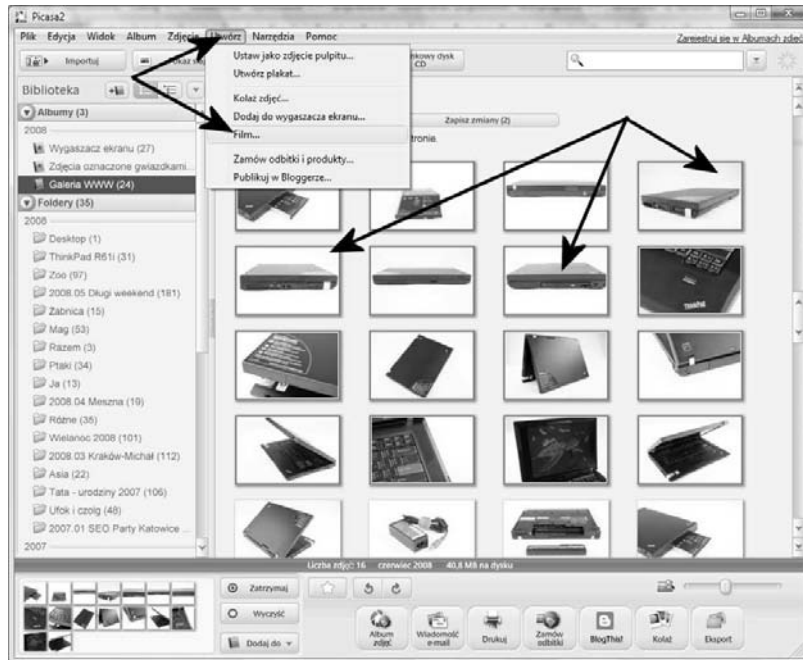 Picasa2
Plik Edycja Widok Album Zdjęcie Utwórz Narzędzia Pomoc
Zarejestruj się w Albumach zdjęć
Importuj
CD
Ustaw jako zdjęcie pulpitu...
Utwórz plakat...
Kolaż zdjęć...
Dodaj do wygaszacza ekranu...
Film...
Zamów odbitki i produkty...
Publikuj w Bloggerze...
Biblioteka
Zapisz zmiany (2)
Albumy (3)
2008
Wygaszacz ekranu (27)
Zdjęcia oznaczone gwiazdkami...
Galeria WWW (24)
Foldery (35)
2008
Desktop (1)
ThinkPad R61i (31)
Zoo (97)
2008.05 Długi weekend (181)
Żabnica (15)
Mag (53)
Razem (3)
Ptaki (34)
Ja (13)
2008.04 Meszna (19)
Różne (35)
Wielanoc 2008 (101)
2008.03 Kraków-Michał (112)
Asia (22)
Tata - urodziny 2007 (106)
Ufok i czoig (48)
2007.01 SEO Party Katowice ...
2007
Liczba zdjęć: 16 czerwiec 2008 40,8 MB na dysku
Zatrzymaj
Wyczyść
Dodaj do
Album zdjęć
Wiadomość e-mail
Drukuj
Zamów odbitki
BlogThis!
Kolaż
Eksport